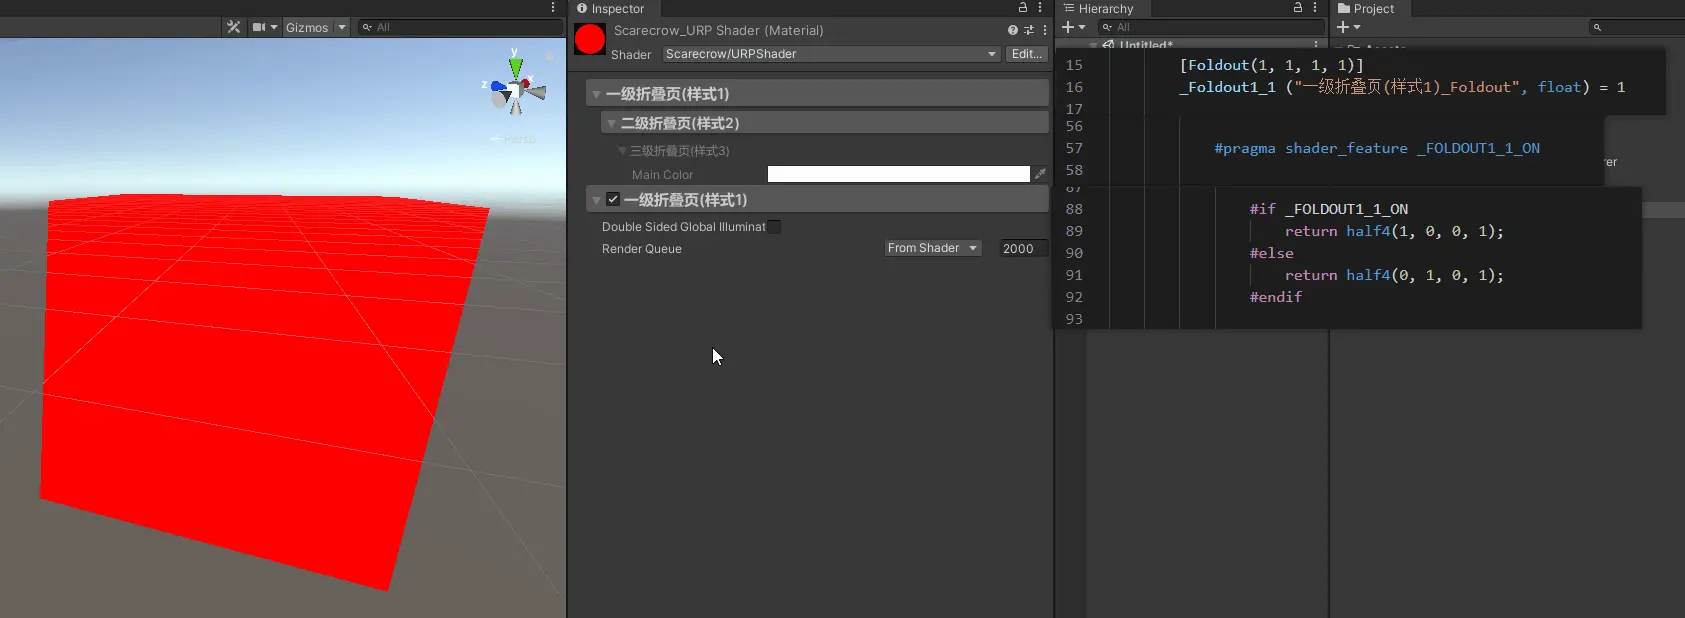 Gizmos
All
y
x
z
Persp
Inspector
Scarecrow_URP Shader (Material)
Shader
Scarecrow/URPShader
Edit...
一级折叠页(样式1)
二级折叠页(样式2)
三级折叠页(样式3)
Main Color
一级折叠页(样式1)
Double Sided Global Illuminat
Render Queue
From Shader
2000
Hierarchy
All
Untitled*
Project
Assets
rer
15 [Foldout(1, 1, 1, 1)]
16 _Foldout1_1 ("一级折叠页(样式1)_Foldout", float) = 1
17
56
57 #pragma shader_feature _FOLDOUT1_1_ON
58
87
88 #if _FOLDOUT1_1_ON
89 return half4(1, 0, 0, 1);
90 #else
91 return half4(0, 1, 0, 1);
92 #endif
93